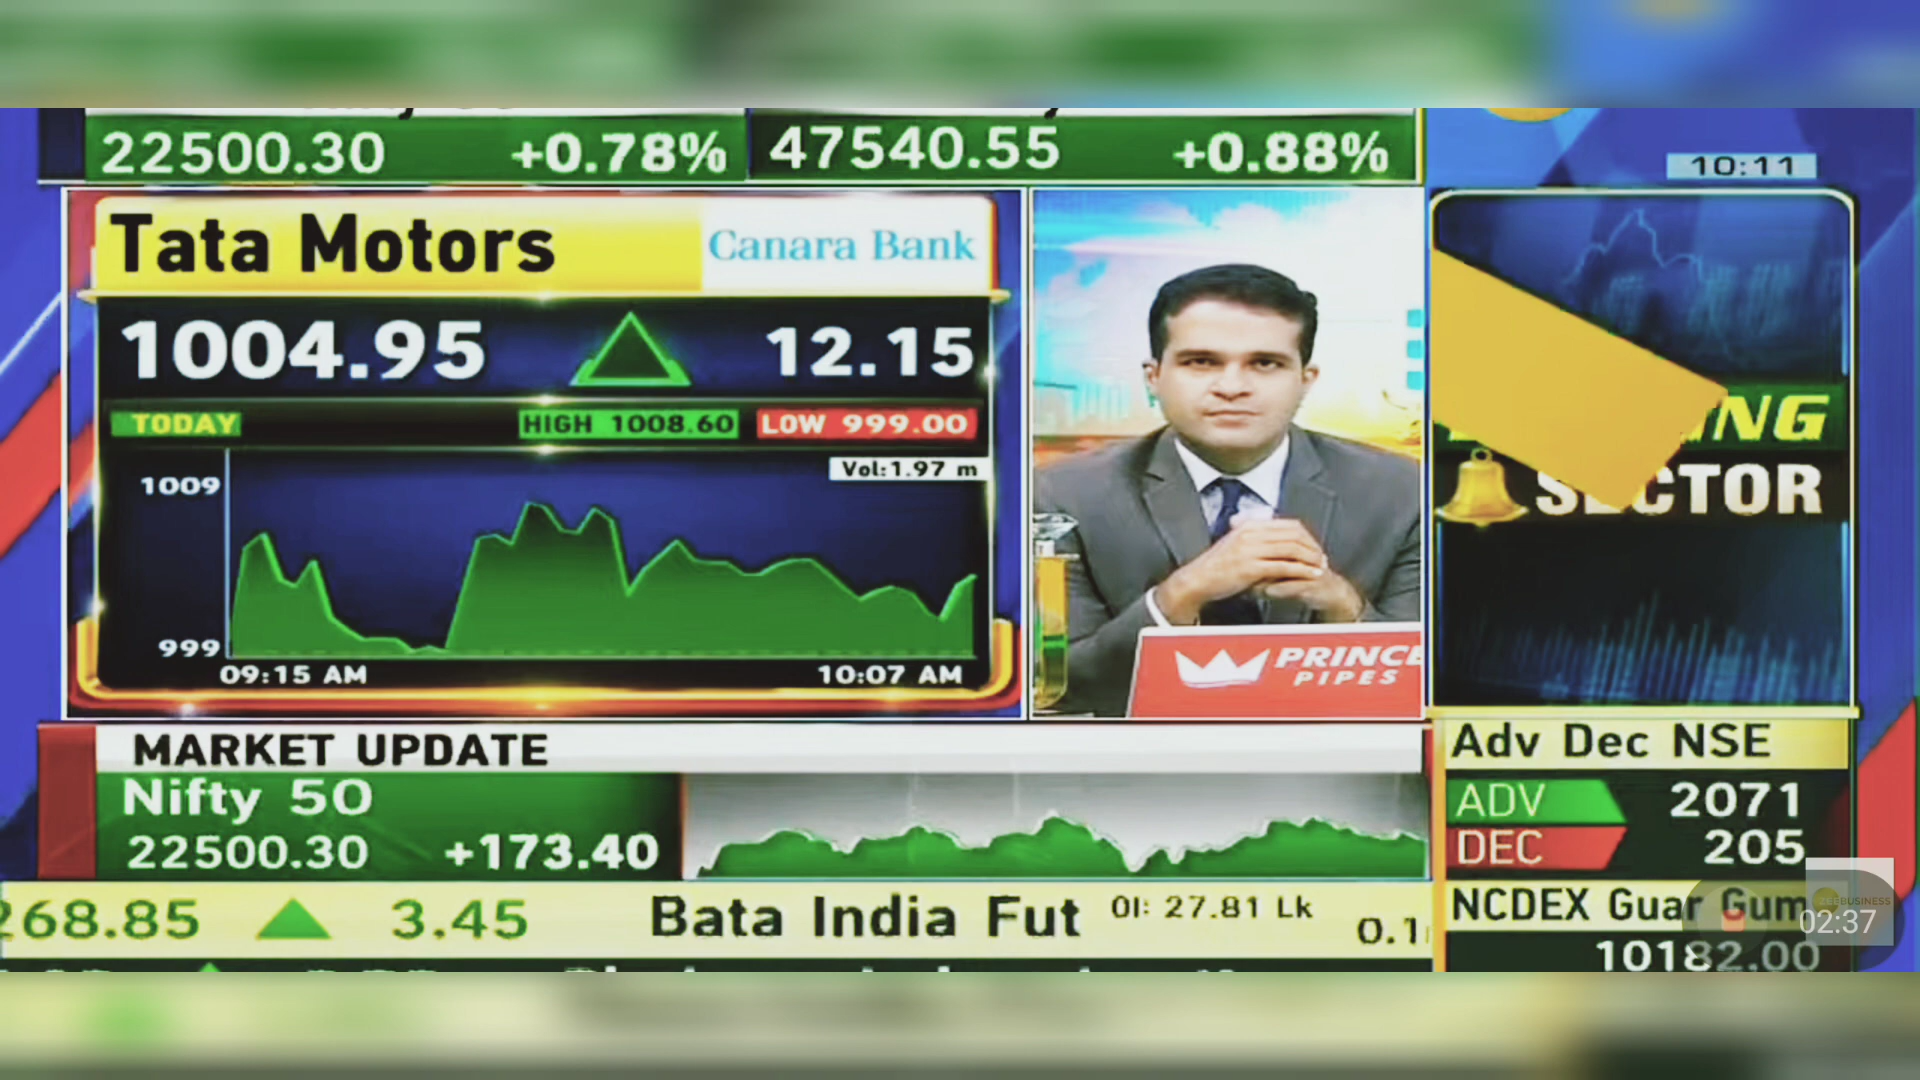 22500.30 +0.78% 47540.55 +0.88%
10:11
Tata Motors Canara Bank
1004.95 12.15
TODAY HIGH 1008.60 LOW 999.00
Vol:1.97 m
1009
999
09:15 AM 10:07 AM
PRINCE
PIPES
SECTOR
MARKET UPDATE
Nifty 50
22500.30 +173.40
Adv Dec NSE
ADV 2071
DEC 205
268.85 3.45 Bata India Fut OI: 27.81 Lk 0.1
NCDEX Guar Gum
10182.00
ZEEBUSINESS
02:37